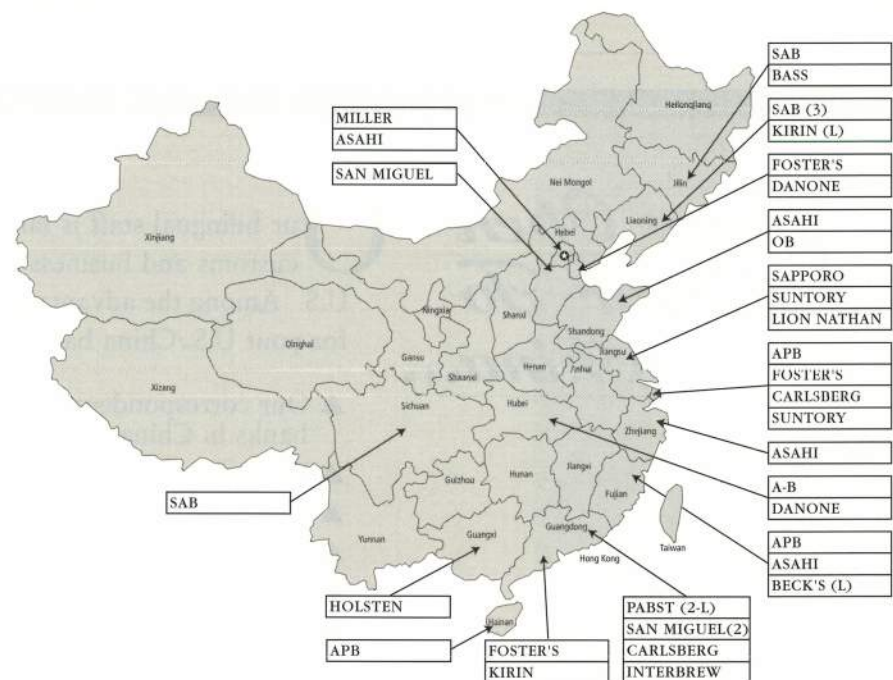 SAB
BASS
SAB (3)
KIRIN (L)
FOSTER'S
DANONE
ASAHI
OB
SAPPORO
SUNTORY
LION NATHAN
APB
FOSTER'S
CARLSBERG
SUNTORY
ASAHI
A-B
DANONE
APB
ASAHI
BECK'S (L)
MILLER
ASAHI
SAN MIGUEL
SAB
HOLSTEN
APB
FOSTER'S
KIRIN
PABST (2-L)
SAN MIGUEL(2)
CARLSBERG
INTERBREW
Heilongjiang
Nei Mongol
Jilin
Liaoning
Hebei
Xinjiang
Ningxia
Shanxi
Shandong
Qinghai
Gansu
Shaanxi
Henan
Anhui
Jiangsu
Xizang
Sichuan
Hubei
Zhejiang
Guizhou
Hunan
Jiangxi
Fujian
Yunnan
Guangxi
Guangdong
Hong Kong
Taiwan
Hainan